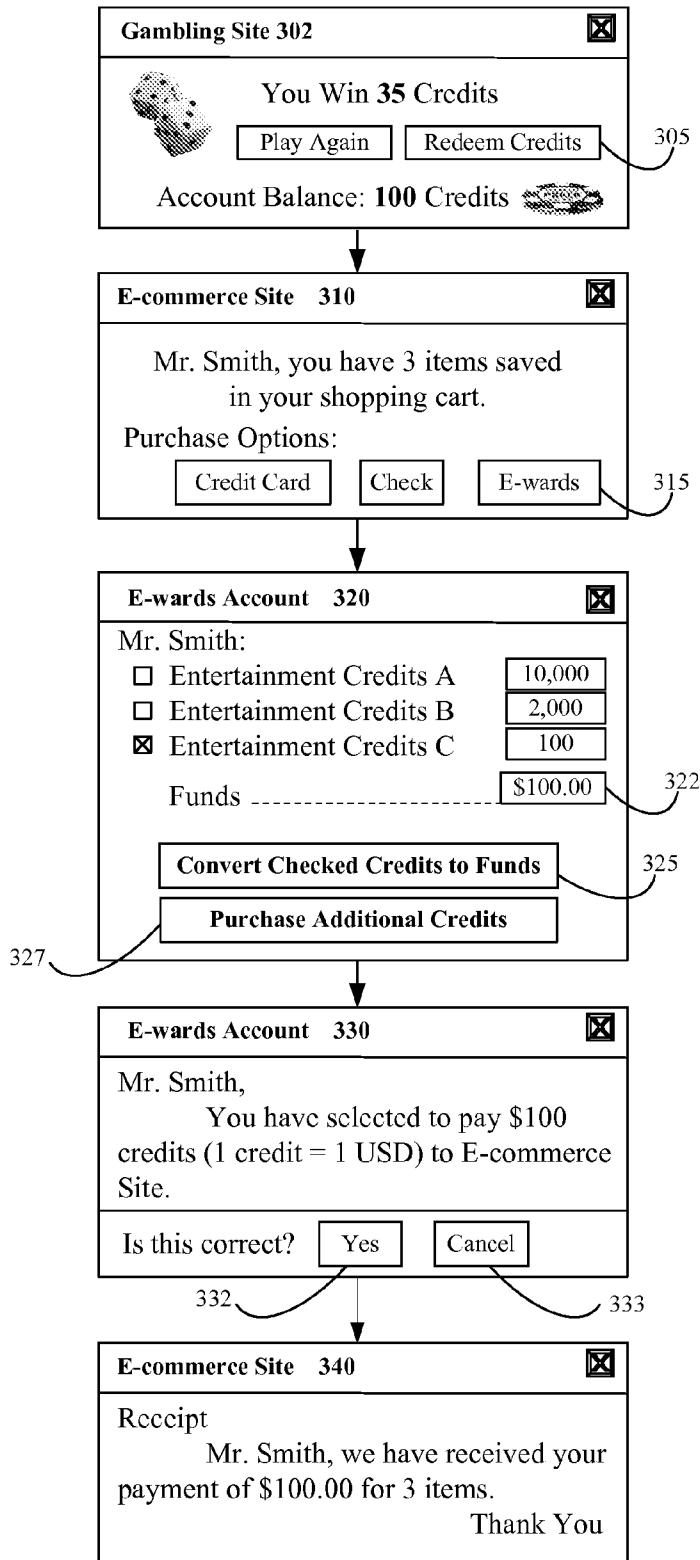 Gambling Site 302
You Win 35 Credits
Play Again Redeem Credits 305
Account Balance: 100 Credits
E-commerce Site 310
Mr. Smith, you have 3 items saved
in your shopping cart.
Purchase Options:
Credit Card Check E-wards 315
E-wards Account 320
Mr. Smith:
Entertainment Credits A 10,000
Entertainment Credits B 2,000
Entertainment Credits C 100
Funds $100.00 322
Convert Checked Credits to Funds 325
Purchase Additional Credits
327
E-wards Account 330
Mr. Smith,
You have selected to pay $100
credits (1 credit = 1 USD) to E-commerce
Site.
Is this correct? Yes Cancel
332 333
E-commerce Site 340
Receipt
Mr. Smith, we have received your
payment of $100.00 for 3 items.
Thank You